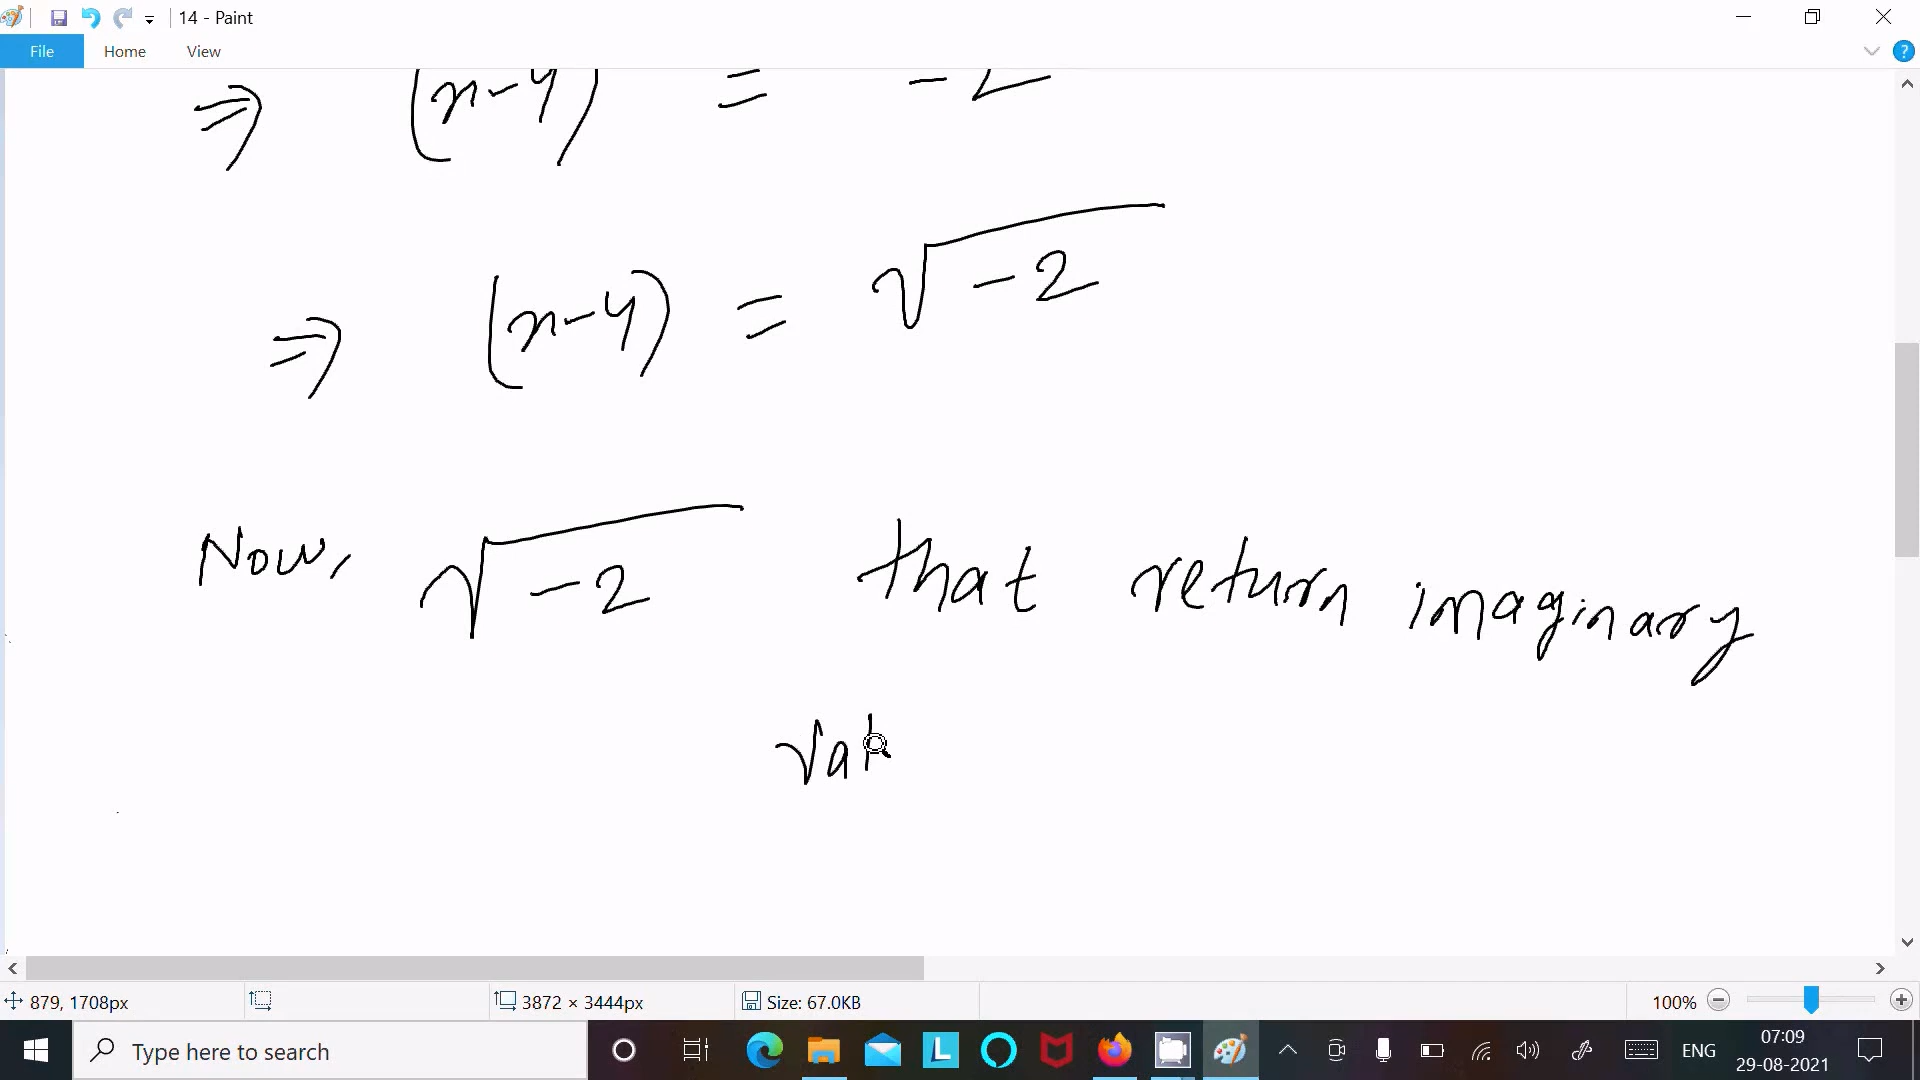 14 - Paint
File Home View
⇒ (x-4) = -2
⇒ (x-4) = √-2
Now, √-2 that return imaginary
val
879, 1708px 3872 × 3444px Size: 67.0KB 100%
Type here to search ENG 07:09
29-08-2021